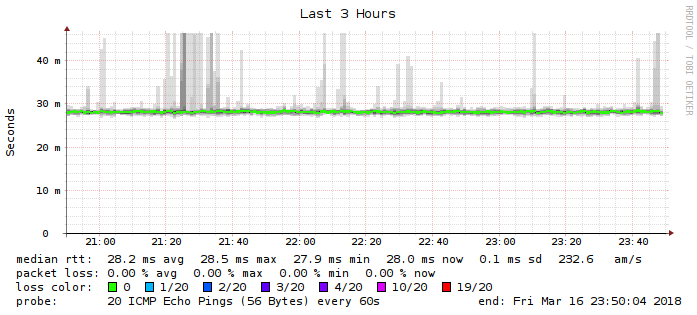 Last 3 Hours
RRDTOOL / TOBI OETIKER
Seconds
40 m
30 m
20 m
10 m
0
21:00 21:20 21:40 22:00 22:20 22:40 23:00 23:20 23:40
median rtt: 28.2 ms avg 28.5 ms max 27.9 ms min 28.0 ms now 0.1 ms sd 232.6 am/s
packet loss: 0.00 % avg 0.00 % max 0.00 % min 0.00 % now
loss color: 0 1/20 2/20 3/20 4/20 10/20 19/20
probe: 20 ICMP Echo Pings (56 Bytes) every 60s end: Fri Mar 16 23:50:04 2018